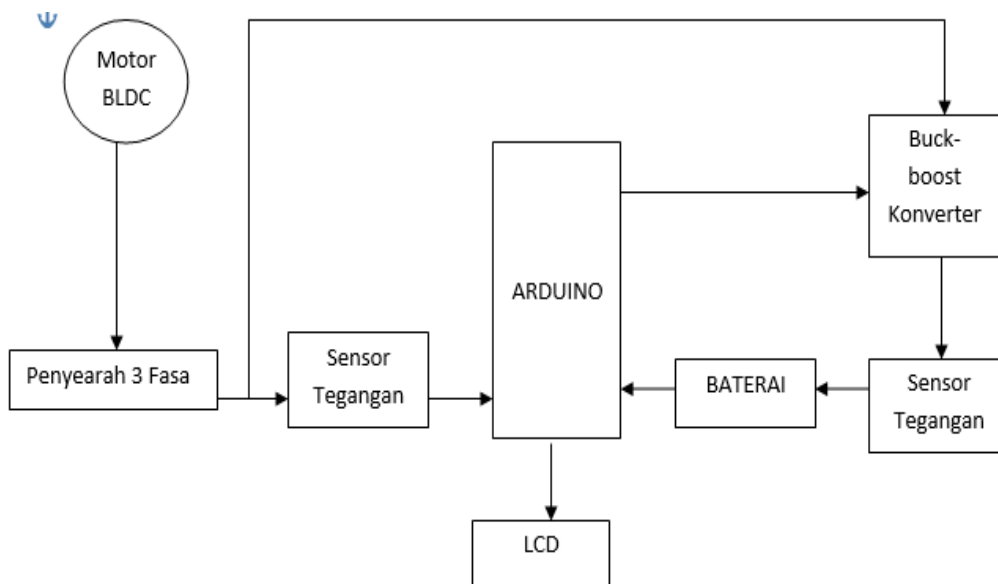 Motor
BLDC
Buck-
boost
Konverter
ARDUINO
Penyearah 3 Fasa
Sensor
Tegangan
BATERAI
Sensor
Tegangan
LCD